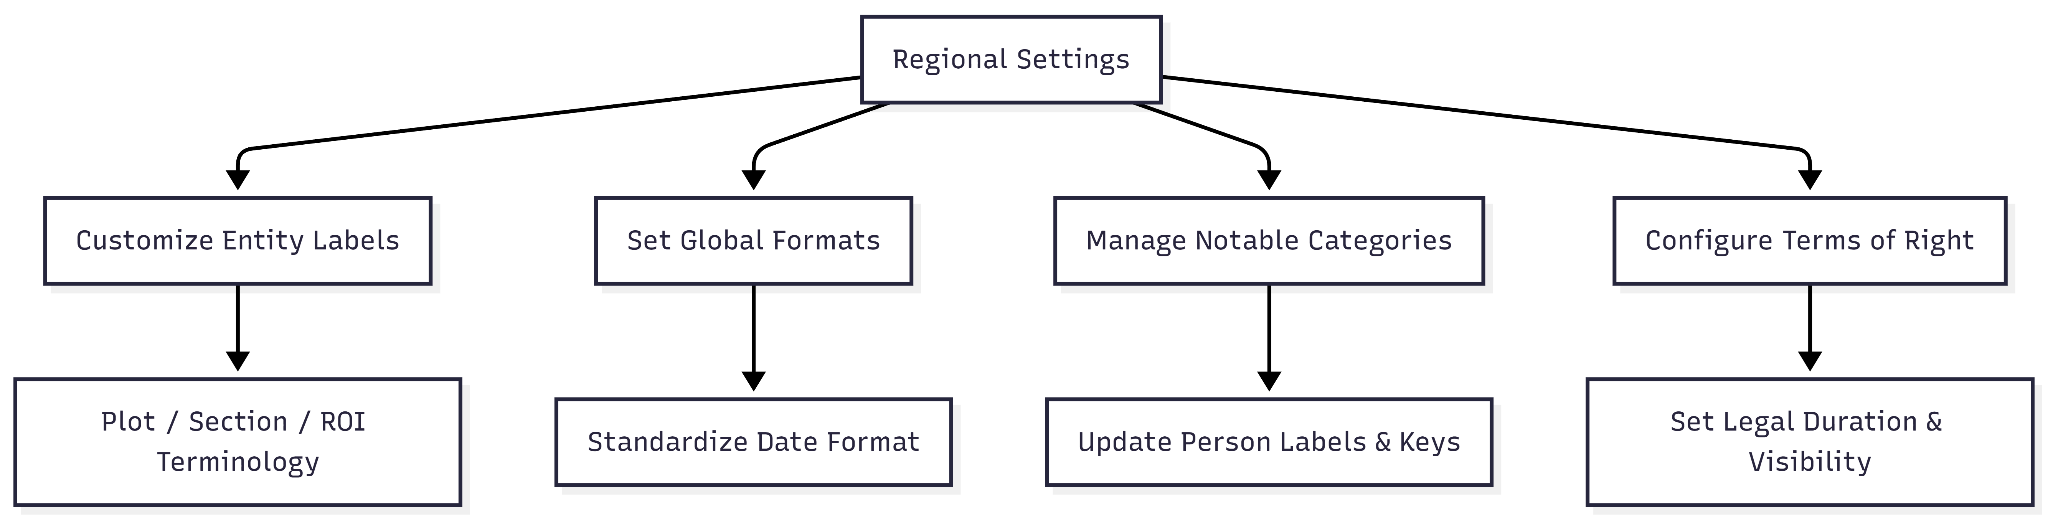 Regional Settings
Customize Entity Labels
Set Global Formats
Manage Notable Categories
Configure Terms of Right
Plot / Section / ROI
Terminology
Standardize Date Format
Update Person Labels & Keys
Set Legal Duration &
Visibility